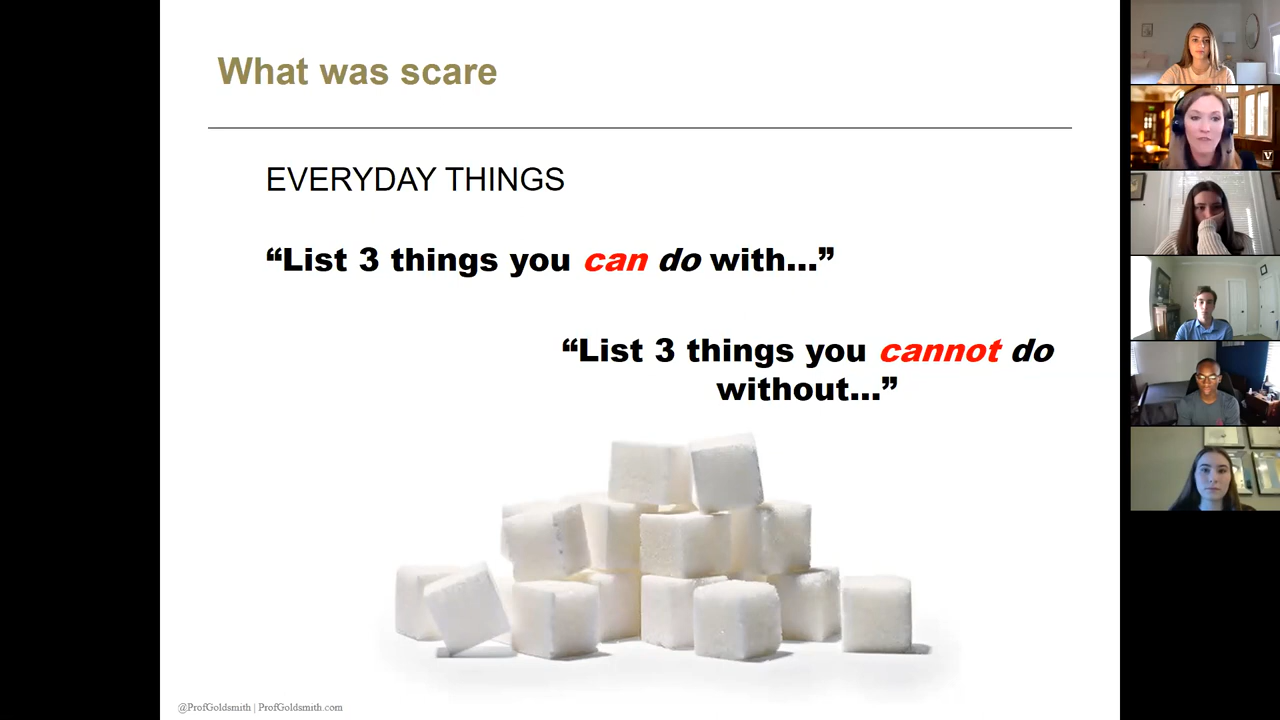 What was scare
EVERYDAY THINGS
“List 3 things you can do with...”
“List 3 things you cannot do
without...”
@ProfGoldsmith | ProfGoldsmith.com
V